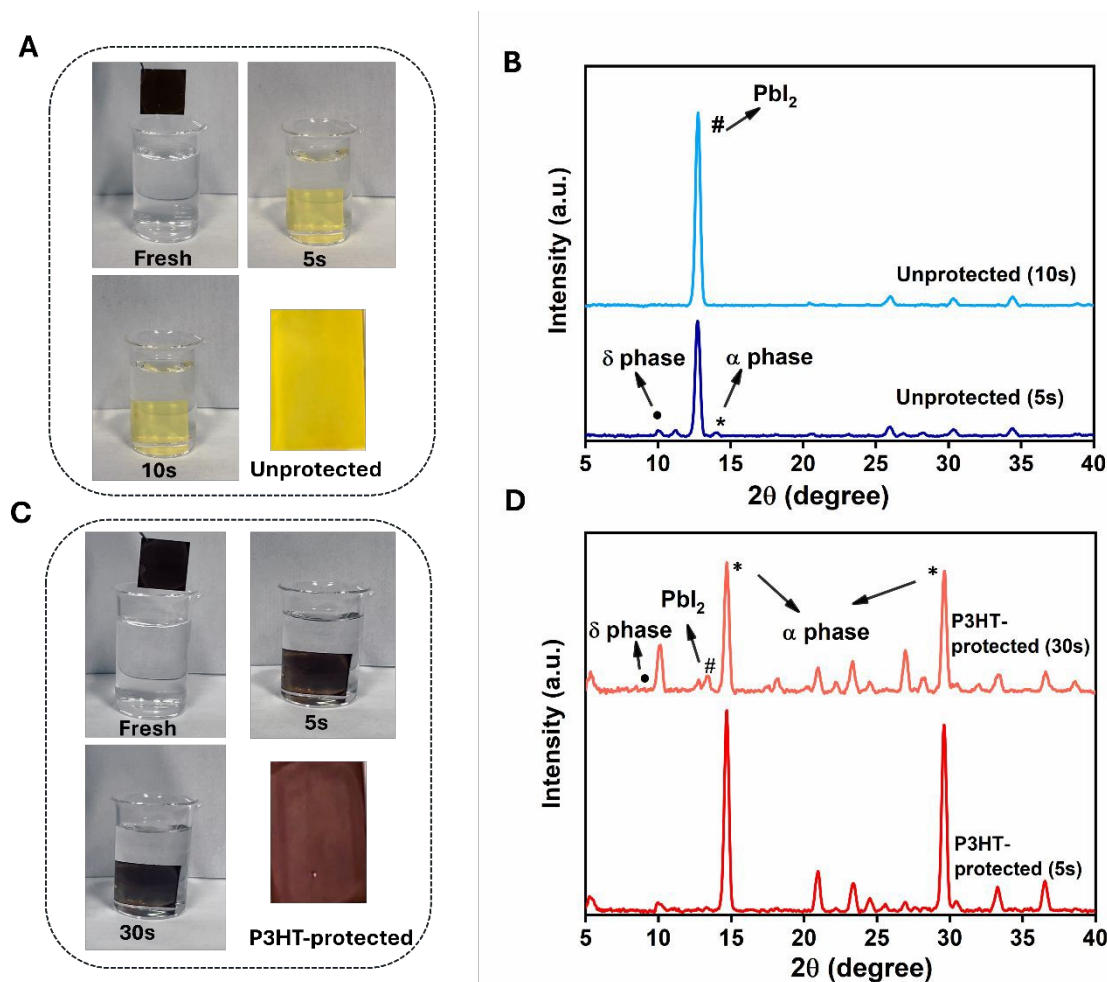 A
Fresh
5s
10s
Unprotected
B
Intensity (a.u.)
# PbI₂
Unprotected (10s)
δ phase
α phase
*
Unprotected (5s)
5 10 15 20 25 30 35 40
2θ (degree)
C
Fresh
5s
30s
P3HT-protected
D
Intensity (a.u.)
* *
PbI₂
δ phase
α phase
#
P3HT-
protected (30s)
Intensity (a.u.)
P3HT-
protected (5s)
5 10 15 20 25 30 35 40
2θ (degree)